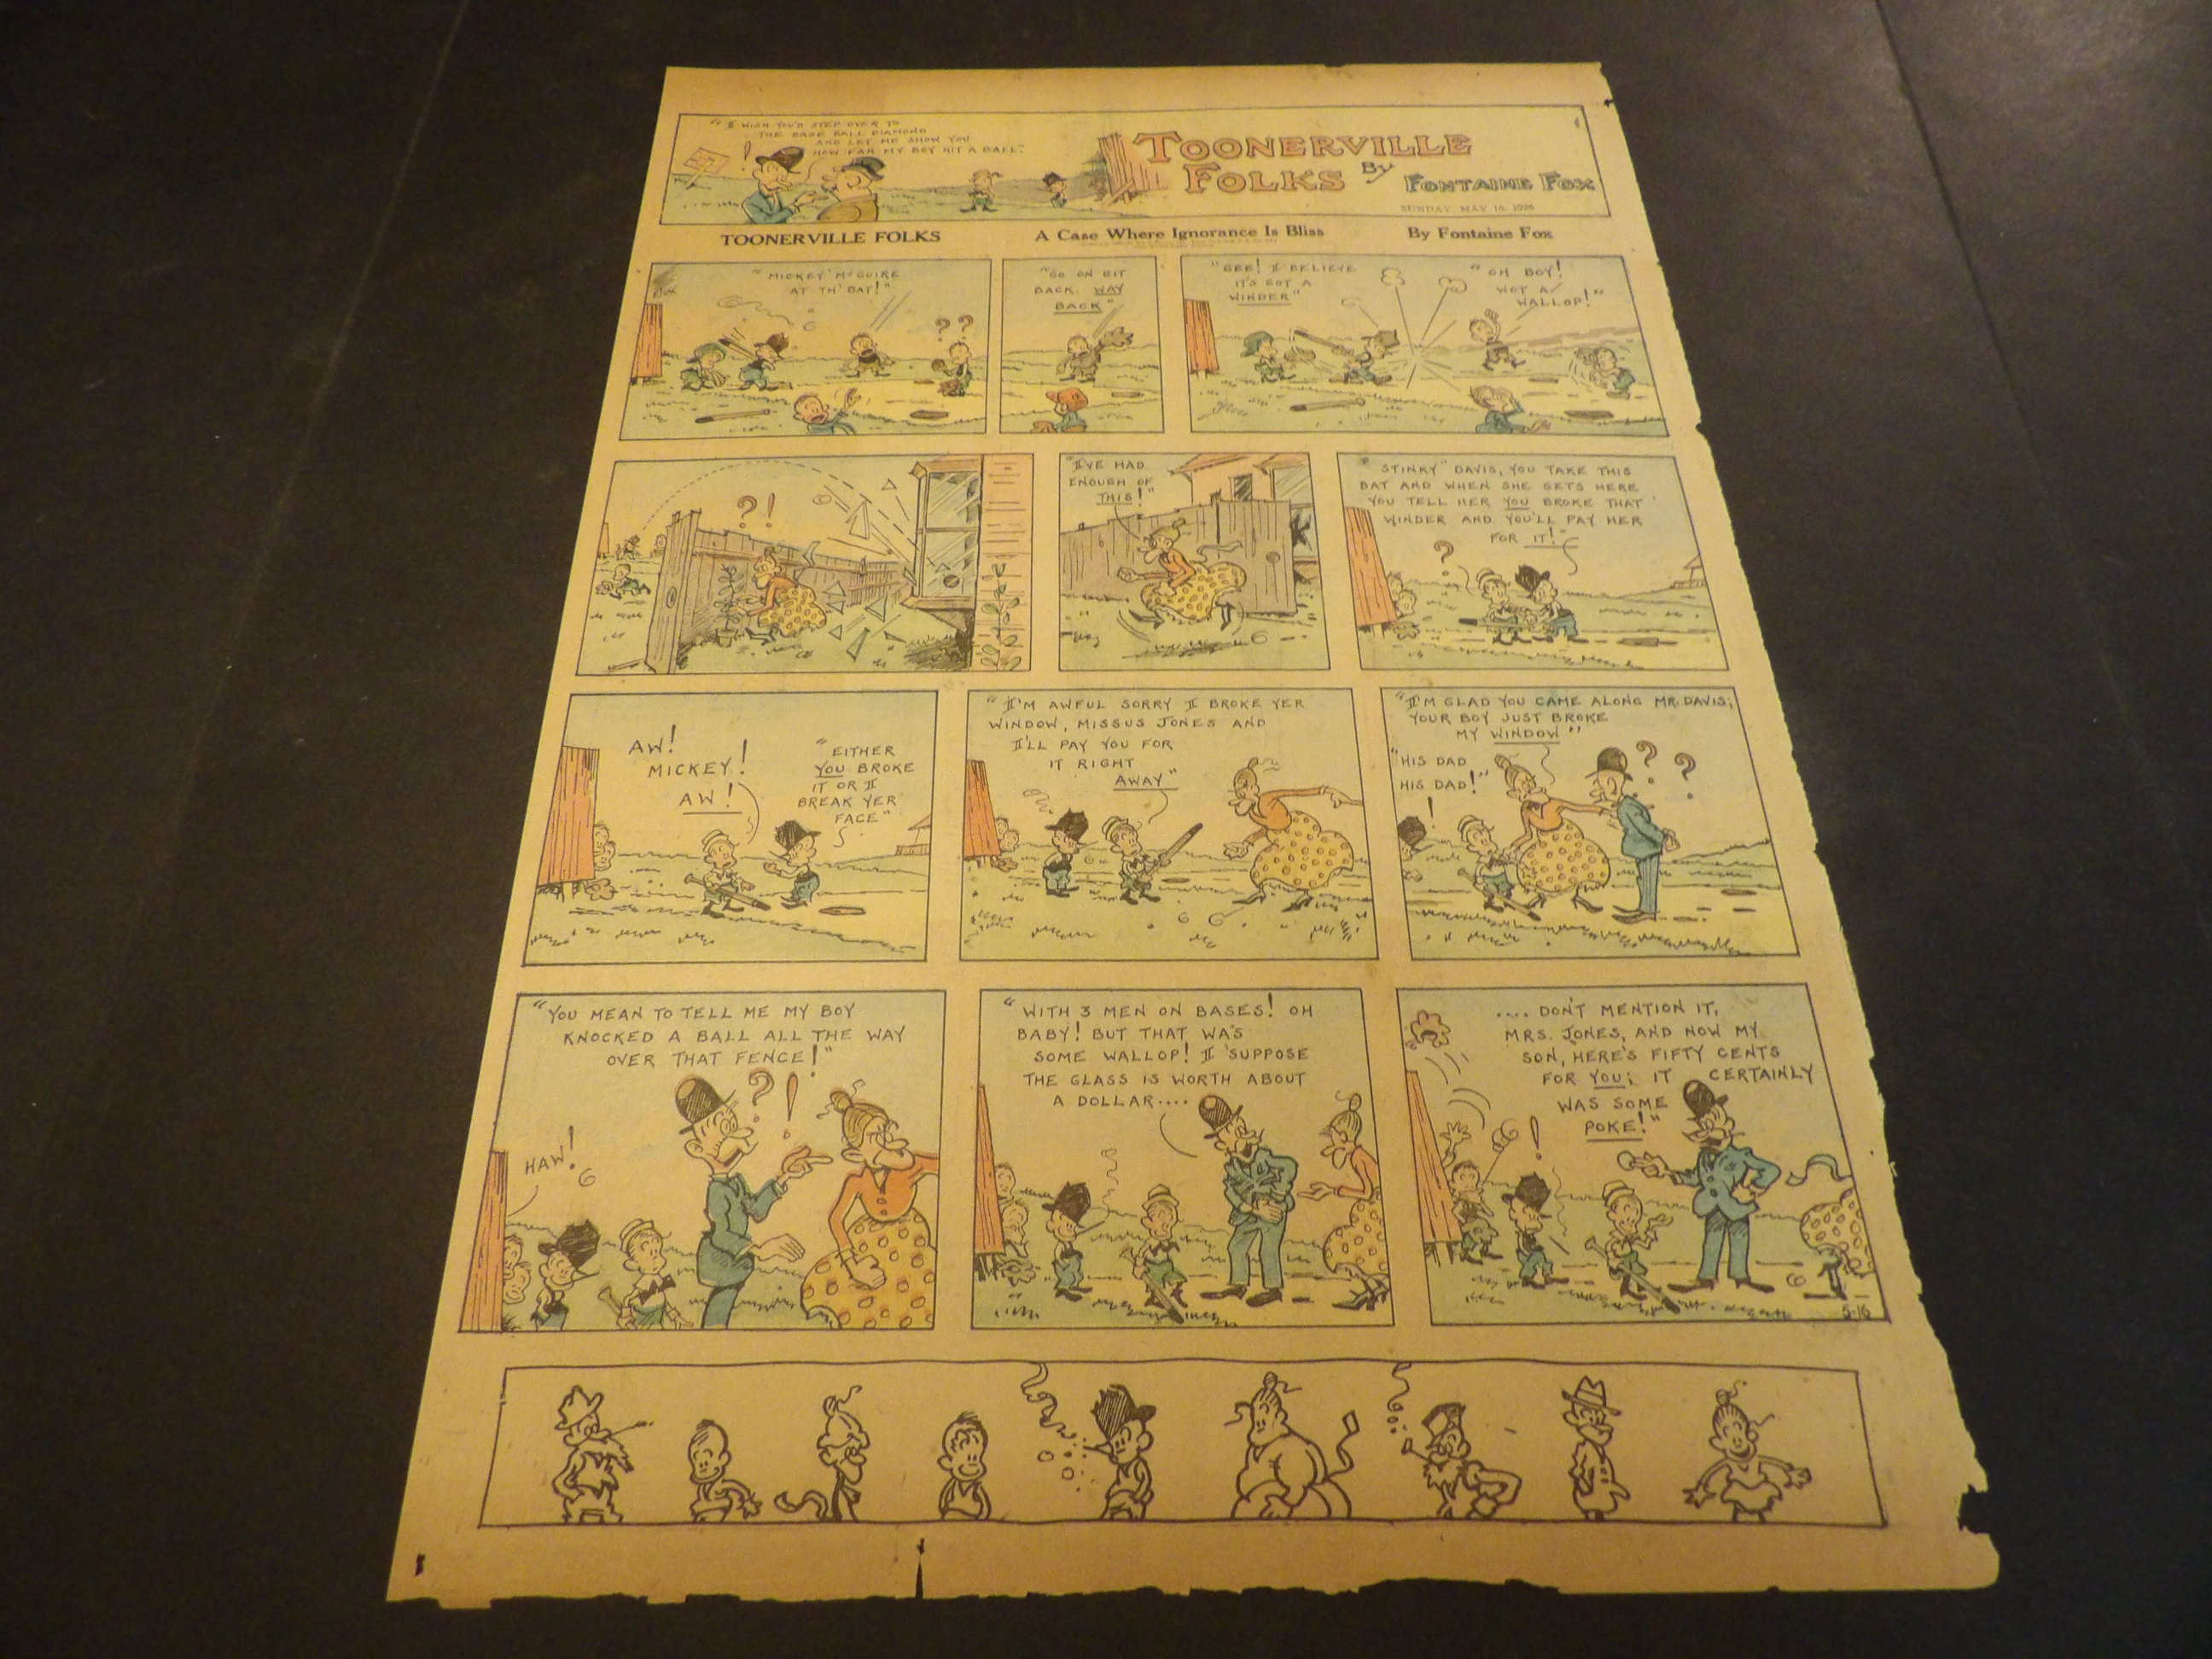 "I WISH YOU'D STEP OVER TO
THE BASE BALL DIAMOND
AND LET ME SHOW YOU
HOW FAR MY BOY HIT A BALL."
!
TOONERVILLE
FOLKS
By
FONTAINE FOX
SUNDAY, MAY 16, 1926
TOONERVILLE FOLKS
A Case Where Ignorance Is Bliss
By Fontaine Fox
"MICKEY McGUIRE
AT TH' BAT!"
? ?
"GO ON GIT
BACK. WAY
BACK"
"GEE! I BELIEVE
IT'S GOT A
WINDER"
"OH BOY!
WOT A
WALLOP!"
?!
"I'VE HAD
ENOUGH OF
THIS!"
STINKY" DAVIS, YOU TAKE THIS
BAT AND WHEN SHE GETS HERE
YOU TELL HER YOU BROKE THAT
WINDER AND YOU'LL PAY HER
FOR IT!"
?
AW!
MICKEY!
AW!
"EITHER
YOU BROKE
IT OR I
BREAK YER
FACE"
"I'M AWFUL SORRY I BROKE YER
WINDOW, MISSUS JONES AND
I'LL PAY YOU FOR
IT RIGHT
AWAY"
"I'M GLAD YOU CAME ALONG MR. DAVIS;
YOUR BOY JUST BROKE
MY WINDOW"
"HIS DAD
HIS DAD!"
!
? ?
"YOU MEAN TO TELL ME MY BOY
KNOCKED A BALL ALL THE WAY
OVER THAT FENCE!"
?!
HAW!
"WITH 3 MEN ON BASES! OH
BABY! BUT THAT WAS
SOME WALLOP! I SUPPOSE
THE GLASS IS WORTH ABOUT
A DOLLAR....
.... DON'T MENTION IT,
MRS. JONES, AND NOW MY
SON, HERE'S FIFTY CENTS
FOR YOU; IT CERTAINLY
WAS SOME
POKE!"
!
5-16